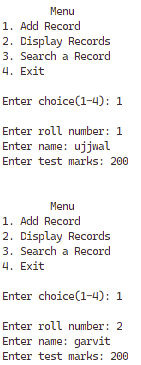 Menu
1. Add Record
2. Display Records
3. Search a Record
4. Exit
Enter choice(1-4): 1
Enter roll number: 1
Enter name: ujjwal
Enter test marks: 200
Menu
1. Add Record
2. Display Records
3. Search a Record
4. Exit
Enter choice(1-4): 1
Enter roll number: 2
Enter name: garvit
Enter test marks: 200